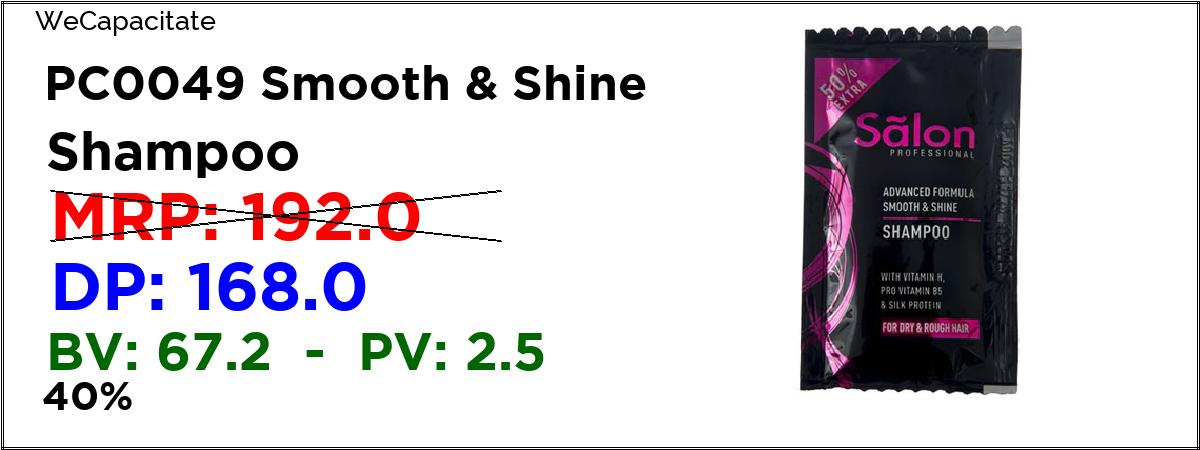 WeCapacitate
PC0049 Smooth & Shine
Shampoo
MRP: 192.0
DP: 168.0
BV: 67.2 - PV: 2.5
40%
50%
EXTRA
Sãlon
PROFESSIONAL
ADVANCED FORMULA
SMOOTH & SHINE
SHAMPOO
WITH VITAMIN H,
PRO VITAMIN B5
& SILK PROTEIN
FOR DRY & ROUGH HAIR